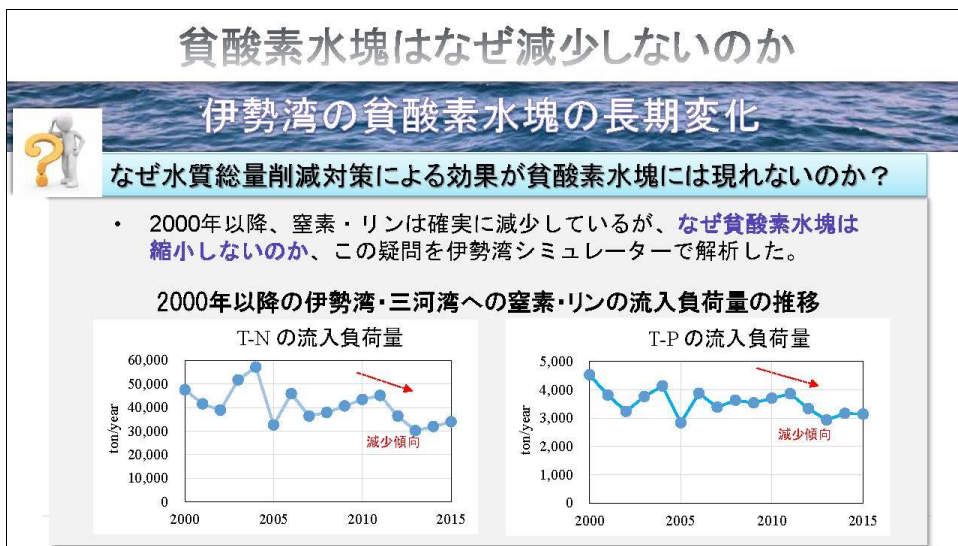 貧酸素水塊はなぜ減少しないのか
伊勢湾の貧酸素水塊の長期変化
?
なぜ水質総量削減対策による効果が貧酸素水塊には現れないのか？
• 2000年以降、窒素・リンは確実に減少しているが、なぜ貧酸素水塊は
縮小しないのか、この疑問を伊勢湾シミュレーターで解析した。
2000年以降の伊勢湾・三河湾への窒素・リンの流入負荷量の推移
T-N の流入負荷量
60,000
50,000
40,000
30,000
20,000
10,000
0
ton/year
減少傾向
2000
2005
2010
2015
T-P の流入負荷量
5,000
4,000
3,000
2,000
1,000
0
ton/year
減少傾向
2000
2005
2010
2015